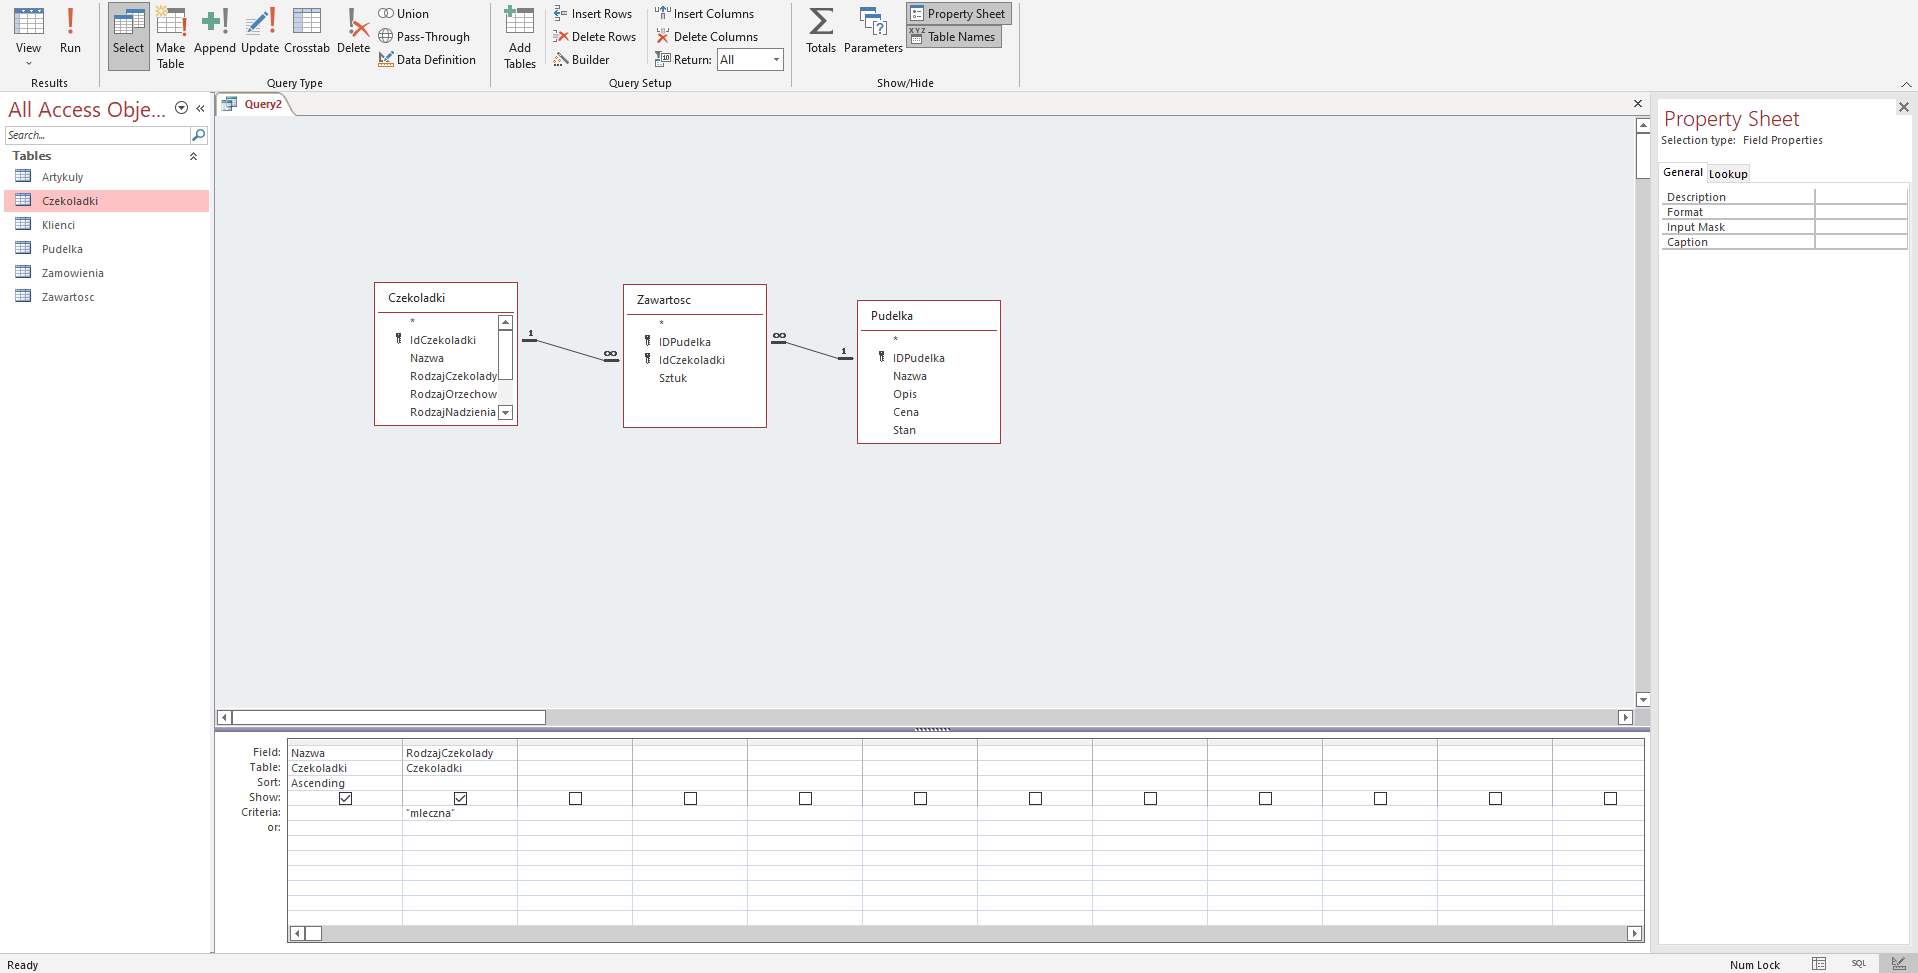 View
Run
Results
Select
Make
Table
Append
Update
Crosstab
Delete
Union
Pass-Through
Data Definition
Query Type
Add
Tables
Insert Rows
Delete Rows
Builder
Insert Columns
Delete Columns
Return: All
Query Setup
Totals
Parameters
Property Sheet
XYZ
Table Names
Show/Hide
All Access Obje... «
Search...
Tables
Artykuly
Czekoladki
Klienci
Pudelka
Zamowienia
Zawartosc
Query2
Czekoladki
*
IdCzekoladki
Nazwa
RodzajCzekolady
RodzajOrzechow
RodzajNadzienia
1
∞
Zawartosc
*
IDPudelka
IdCzekoladki
Sztuk
∞
1
Pudelka
*
IDPudelka
Nazwa
Opis
Cena
Stan
Field: Nazwa RodzajCzekolady
Table: Czekoladki Czekoladki
Sort: Ascending
Show:
Criteria: "mleczna"
or:
Property Sheet
Selection type: Field Properties
General Lookup
Description
Format
Input Mask
Caption
Ready
Num Lock
SQL